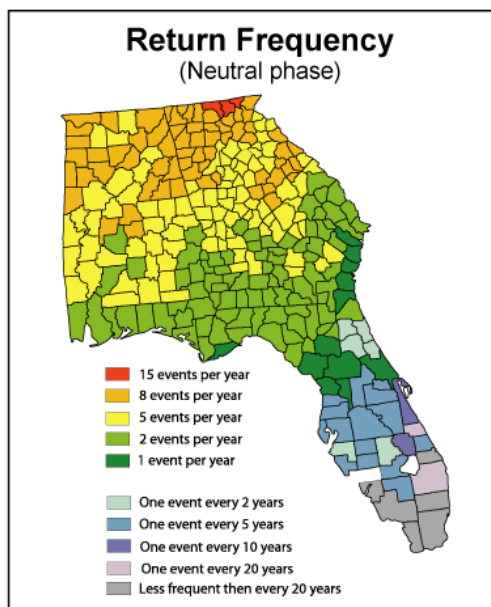 Return Frequency
(Neutral phase)
15 events per year
8 events per year
5 events per year
2 events per year
1 event per year
One event every 2 years
One event every 5 years
One event every 10 years
One event every 20 years
Less frequent then every 20 years